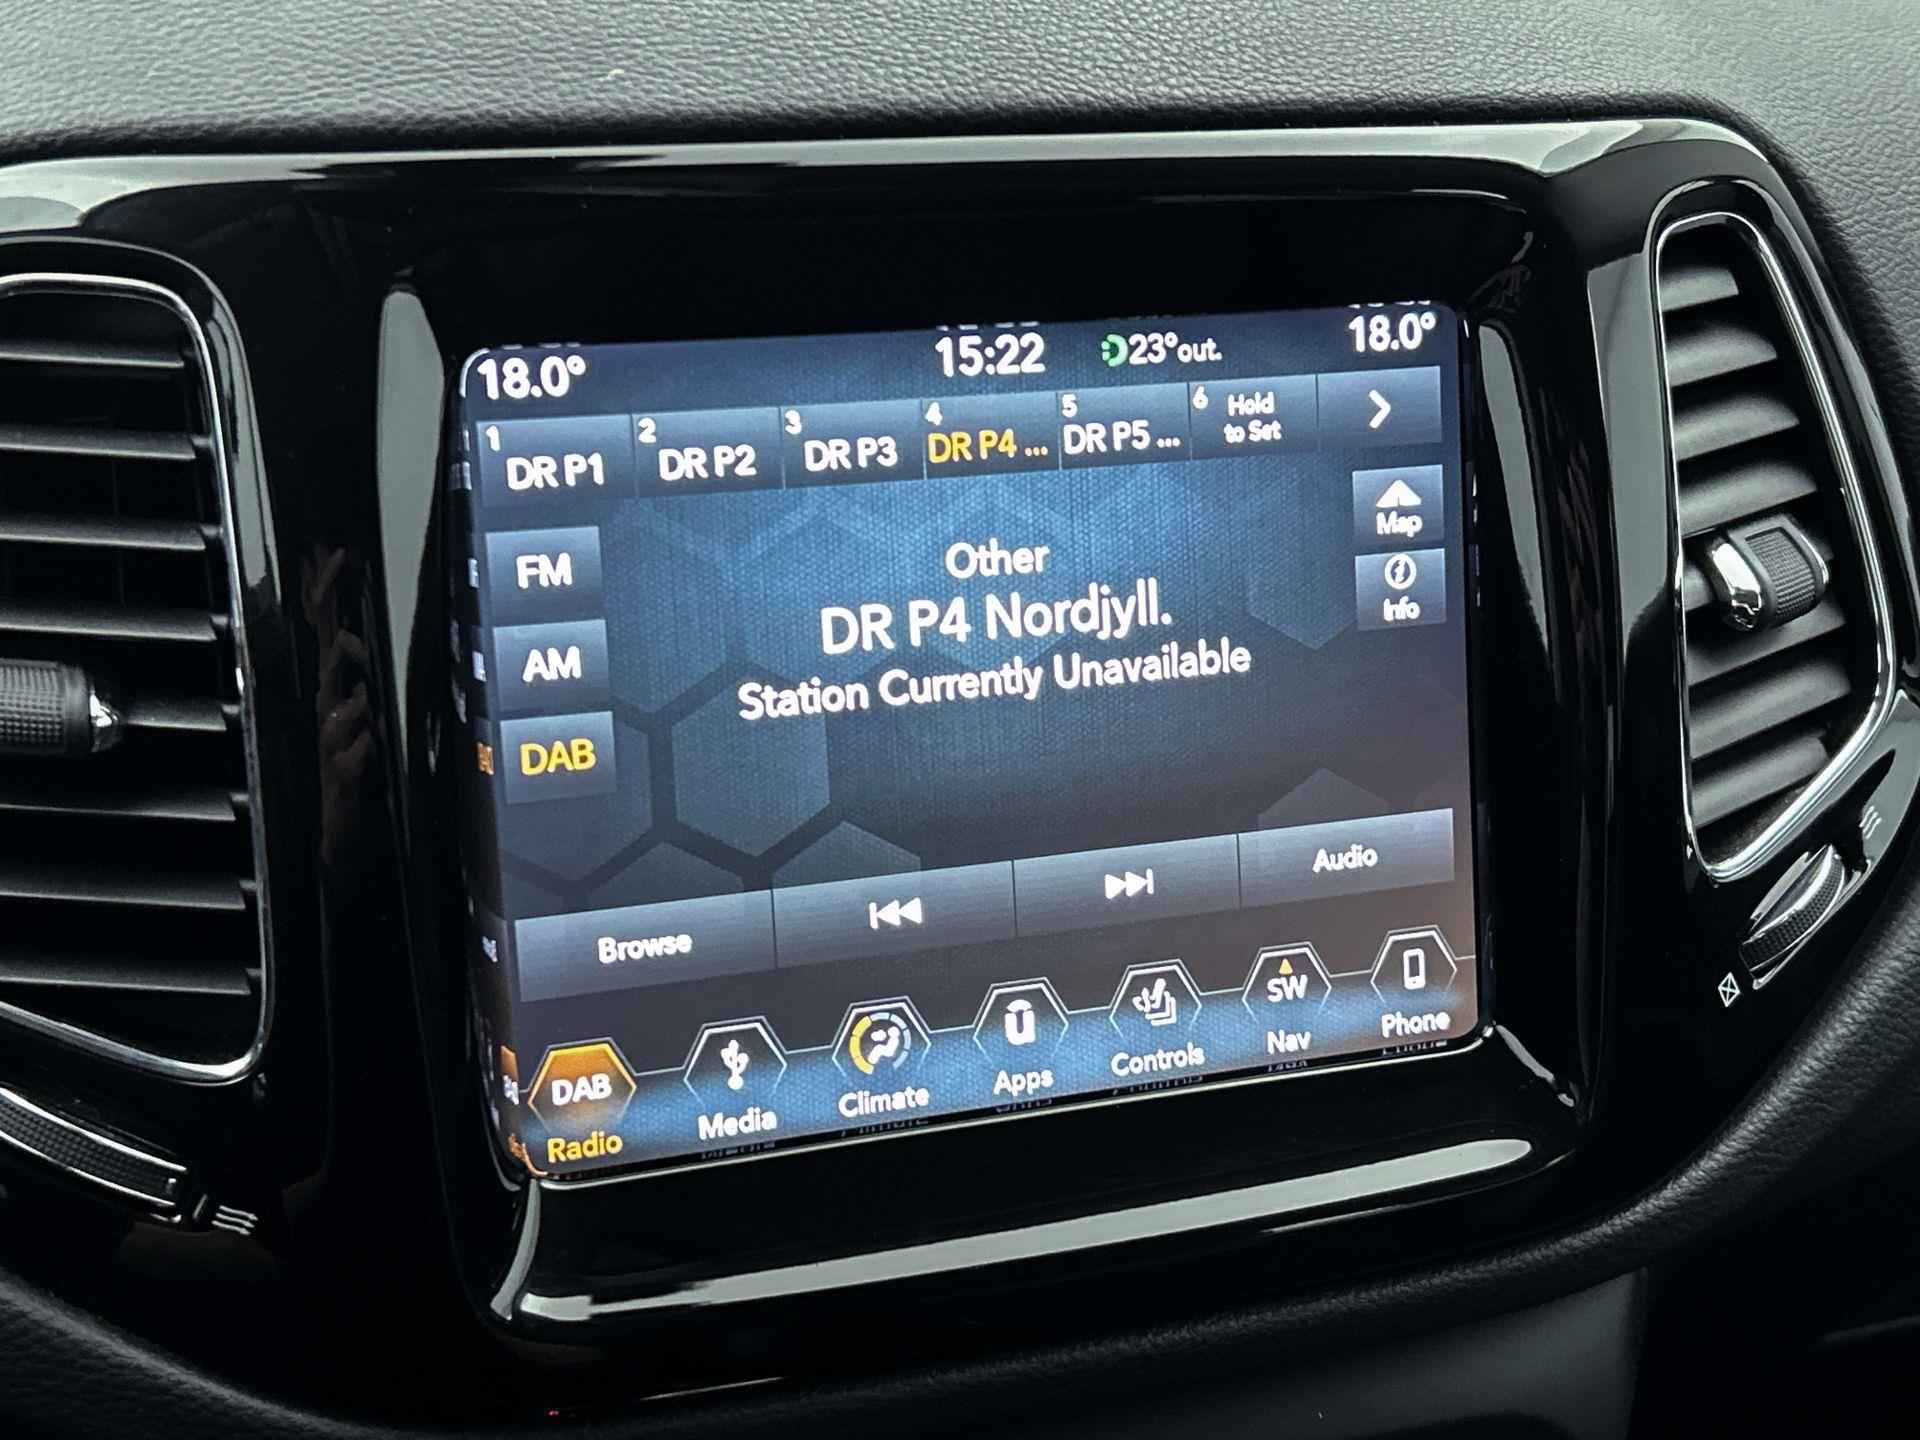 18.0° 15:22 23°out. 18.0°
1 DR P1 2 DR P2 3 DR P3 4 DR P4 ... 5 DR P5 ... 6 Hold to Set
FM
AM
DAB
Other
DR P4 Nordjyll.
Station Currently Unavailable
Map
Info
Browse Audio
DAB SW
Radio Media Climate Apps Controls Nav Phone